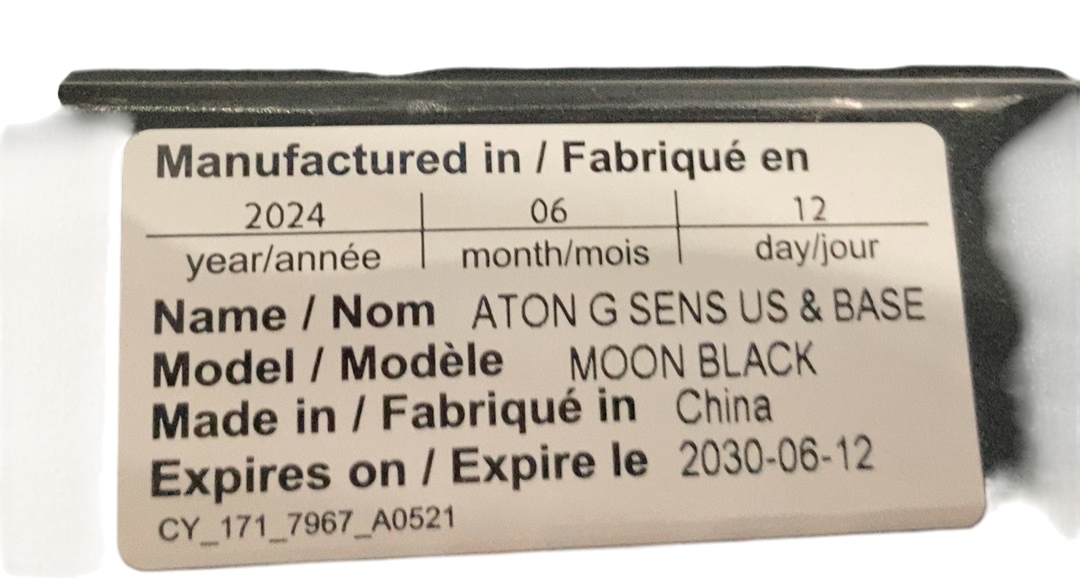 Manufactured in / Fabriqué en
2024 06 12
year/année month/mois day/jour
Name / Nom ATON G SENS US & BASE
Model / Modèle MOON BLACK
Made in / Fabriqué in China
Expires on / Expire le 2030-06-12
CY_171_7967_A0521